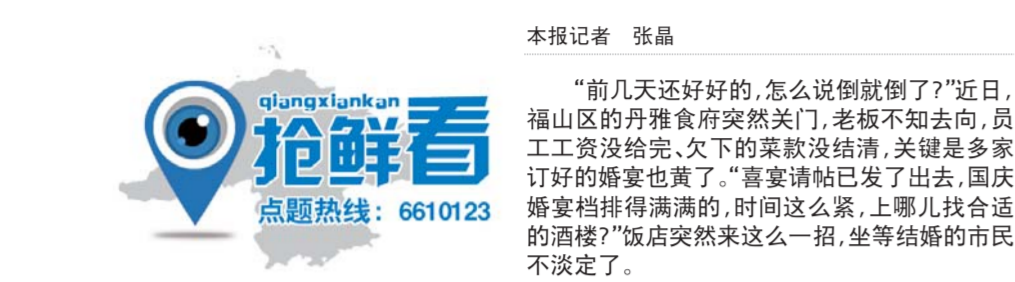 qiangxiankan
抢鲜看
点题热线：6610123
本报记者　张晶
“前几天还好好的，怎么说倒就倒了？”近日，
福山区的丹雅食府突然关门，老板不知去向，员
工工资没给完、欠下的菜款没结清，关键是多家
订好的婚宴也黄了。“喜宴请帖已发了出去，国庆
婚宴档排得满满的，时间这么紧，上哪儿找合适
的酒楼？”饭店突然来这么一招，坐等结婚的市民
不淡定了。